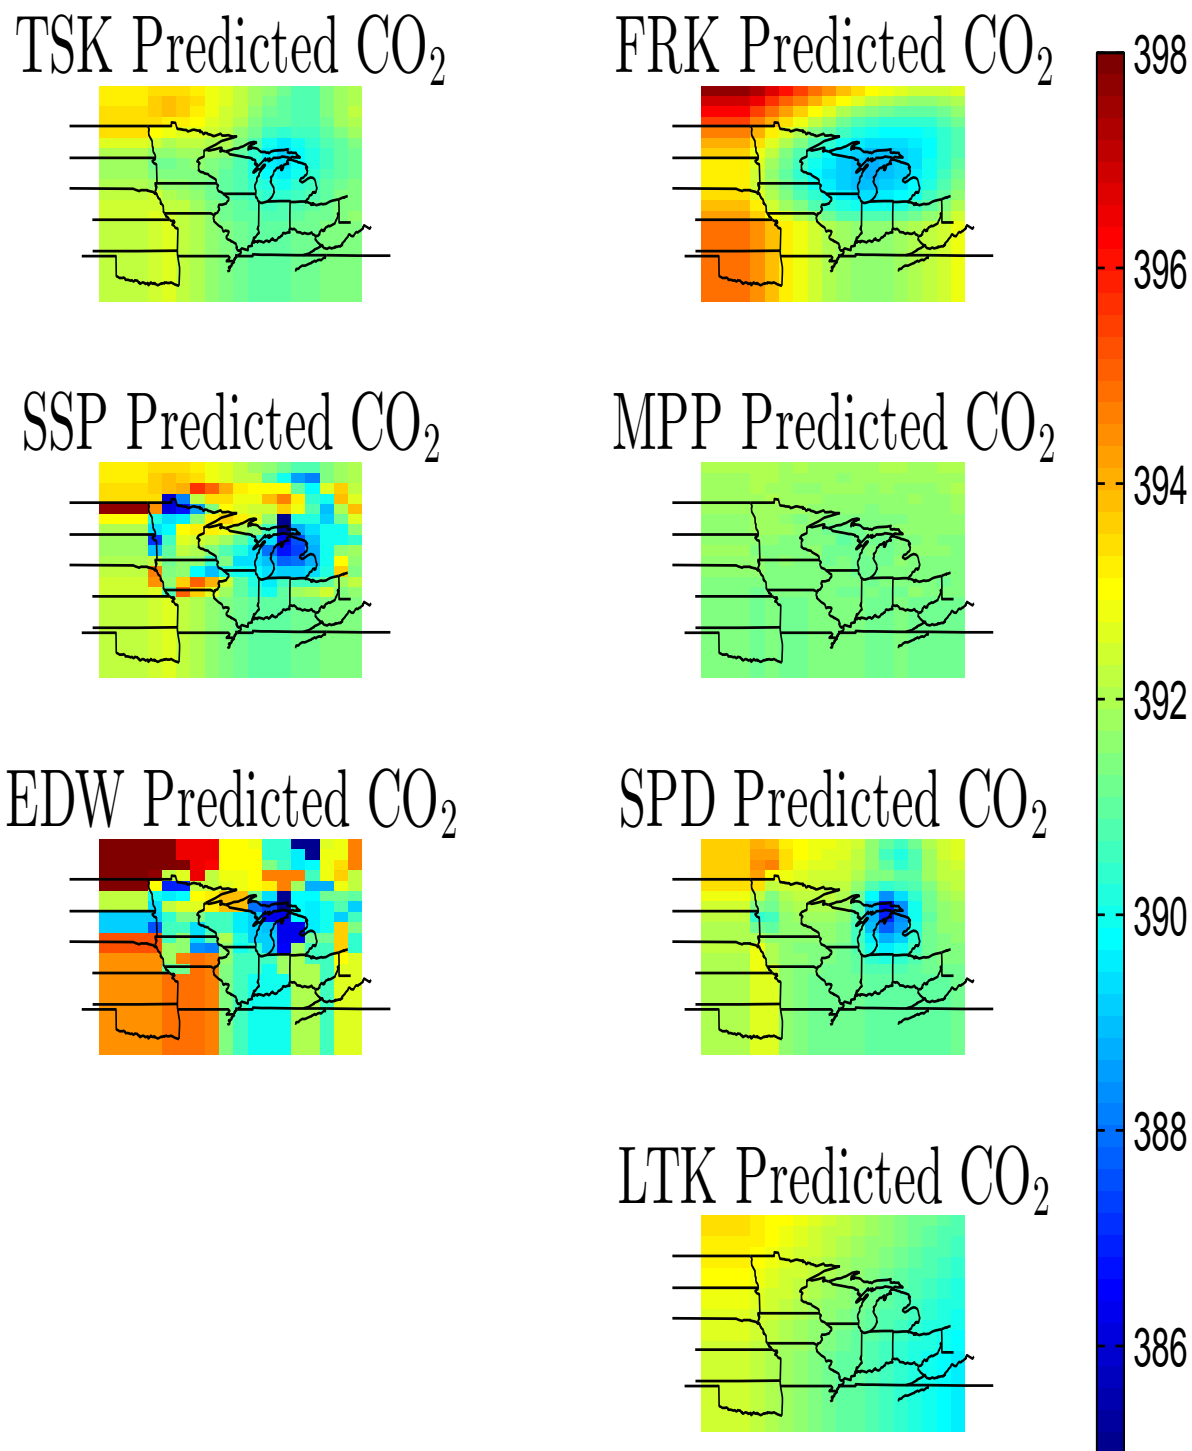 TSK Predicted CO₂
FRK Predicted CO₂
SSP Predicted CO₂
MPP Predicted CO₂
EDW Predicted CO₂
SPD Predicted CO₂
LTK Predicted CO₂
398
396
394
392
390
388
386